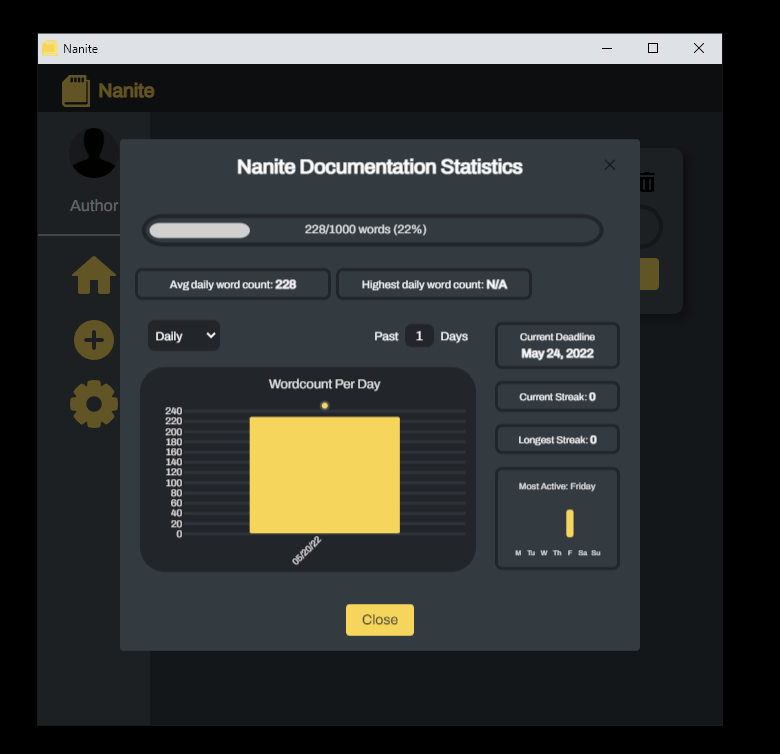 Nanite
Nanite
Author
Nanite Documentation Statistics
228/1000 words (22%)
Avg daily word count: 228
Highest daily word count: N/A
Daily
Past 1 Days
Wordcount Per Day
240
220
200
180
160
140
120
100
80
60
40
20
0
05/20/22
Current Deadline
May 24, 2022
Current Streak: 0
Longest Streak: 0
Most Active: Friday
M Tu W Th F Sa Su
Close